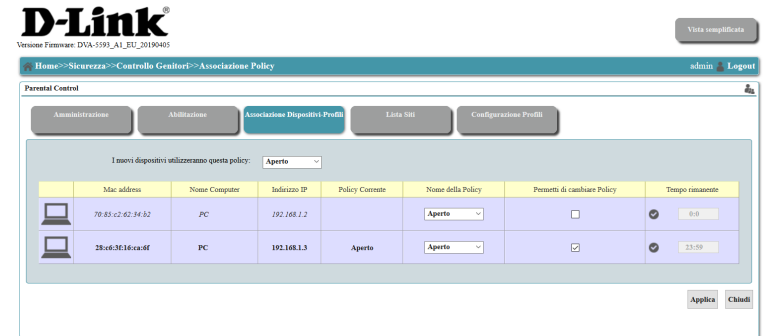 D-Link®
Versione Firmware: DVA-5593_A1_EU_20190405
Vista semplificata
Home>>Sicurezza>>Controllo Genitori>>Associazione Policy
admin Logout
Parental Control
Amministrazione Abilitazione Associazione Dispositivi-Profili Lista Siti Configurazione Profili
I nuovi dispositivi utilizzeranno questa policy: Aperto
Mac address Nome Computer Indirizzo IP Policy Corrente Nome della Policy Permetti di cambiare Policy Tempo rimanente
70:85:c2:62:34:b2 PC 192.168.1.2 Aperto 0:0
28:c6:3f:16:ca:6f PC 192.168.1.3 Aperto Aperto 23:59
Applica Chiudi